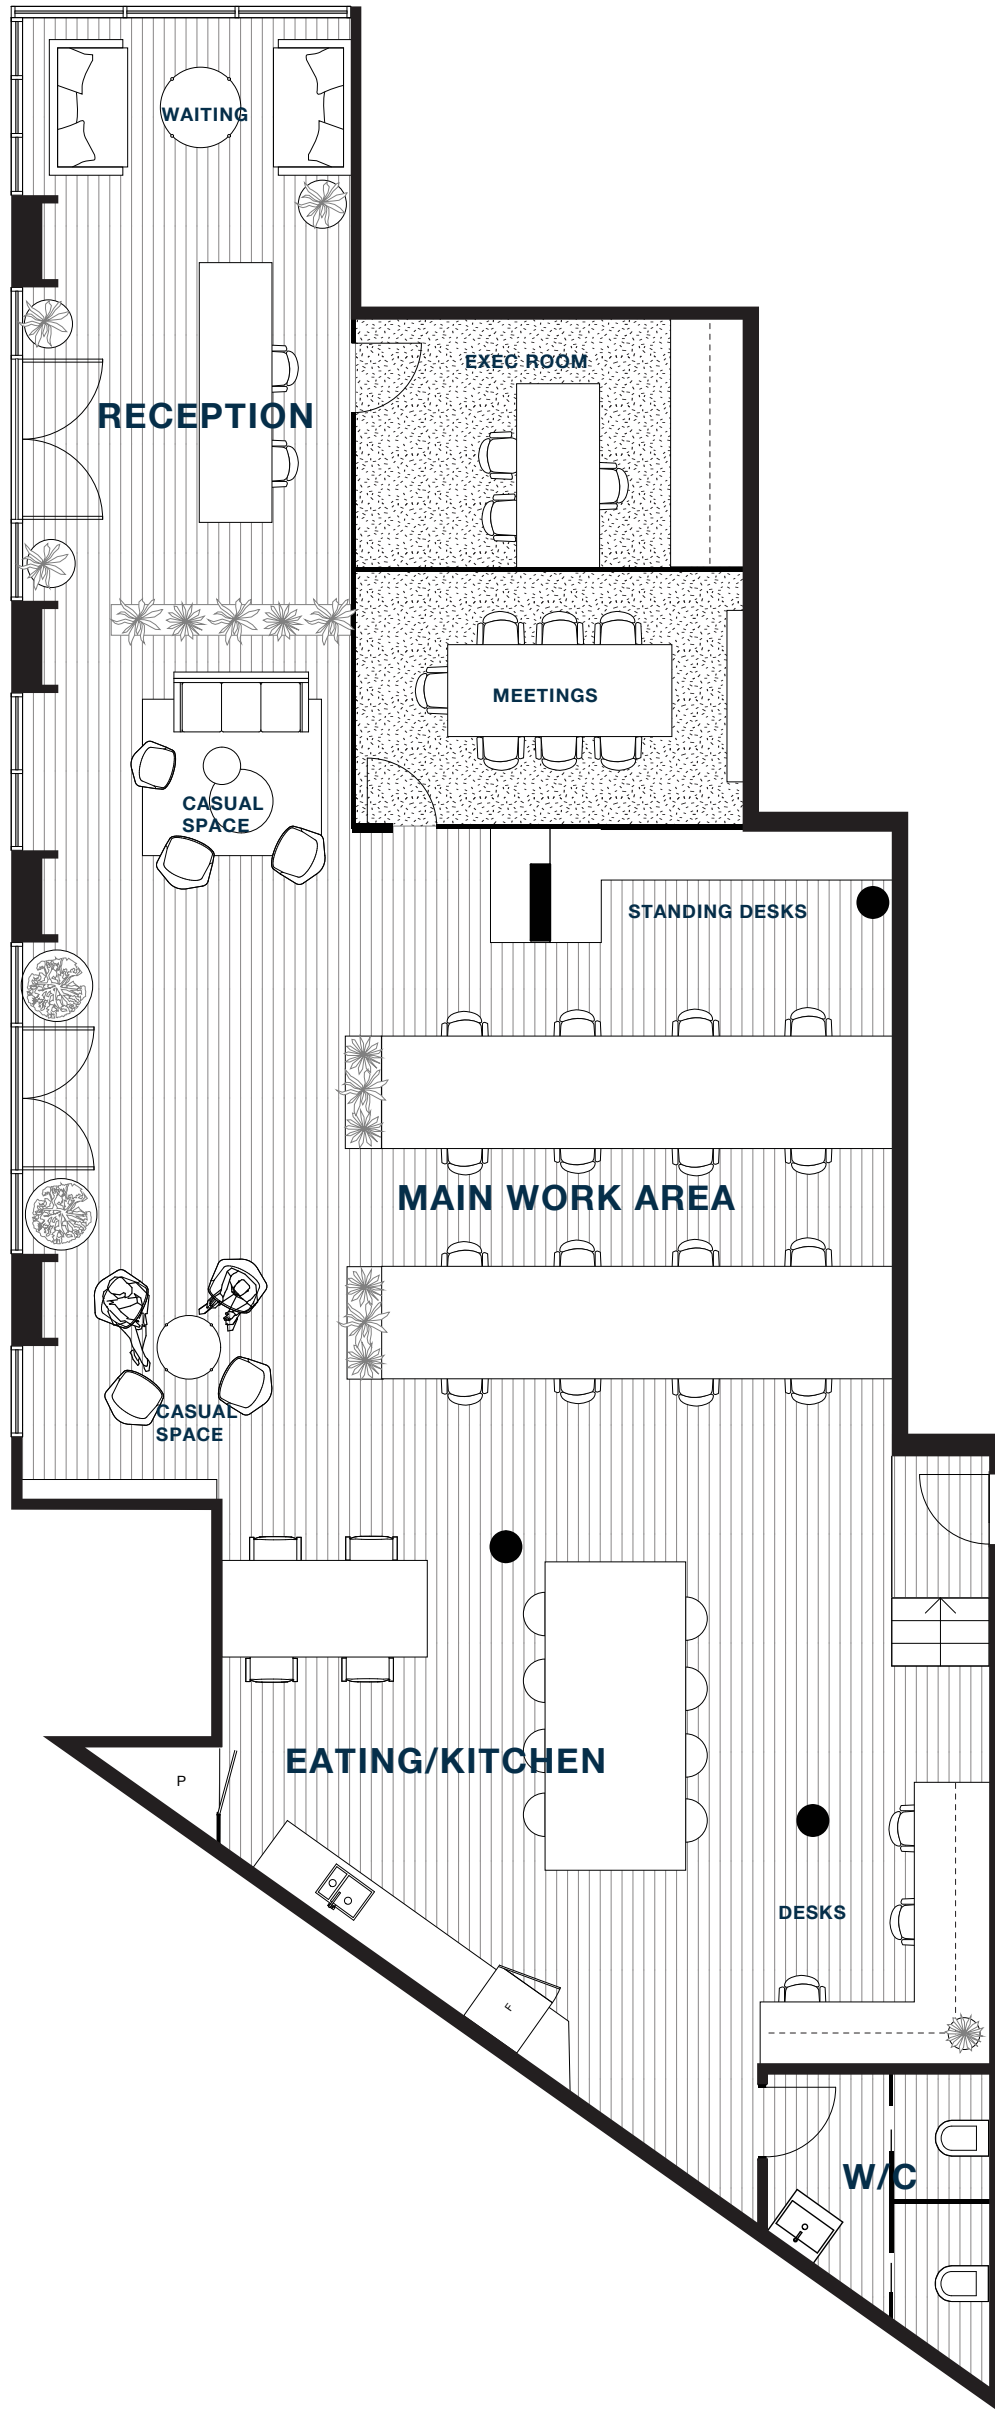 WAITING
EXEC ROOM
RECEPTION
MEETINGS
CASUAL
SPACE
STANDING DESKS
MAIN WORK AREA
CASUAL
SPACE
EATING/KITCHEN
P
DESKS
F
W/C